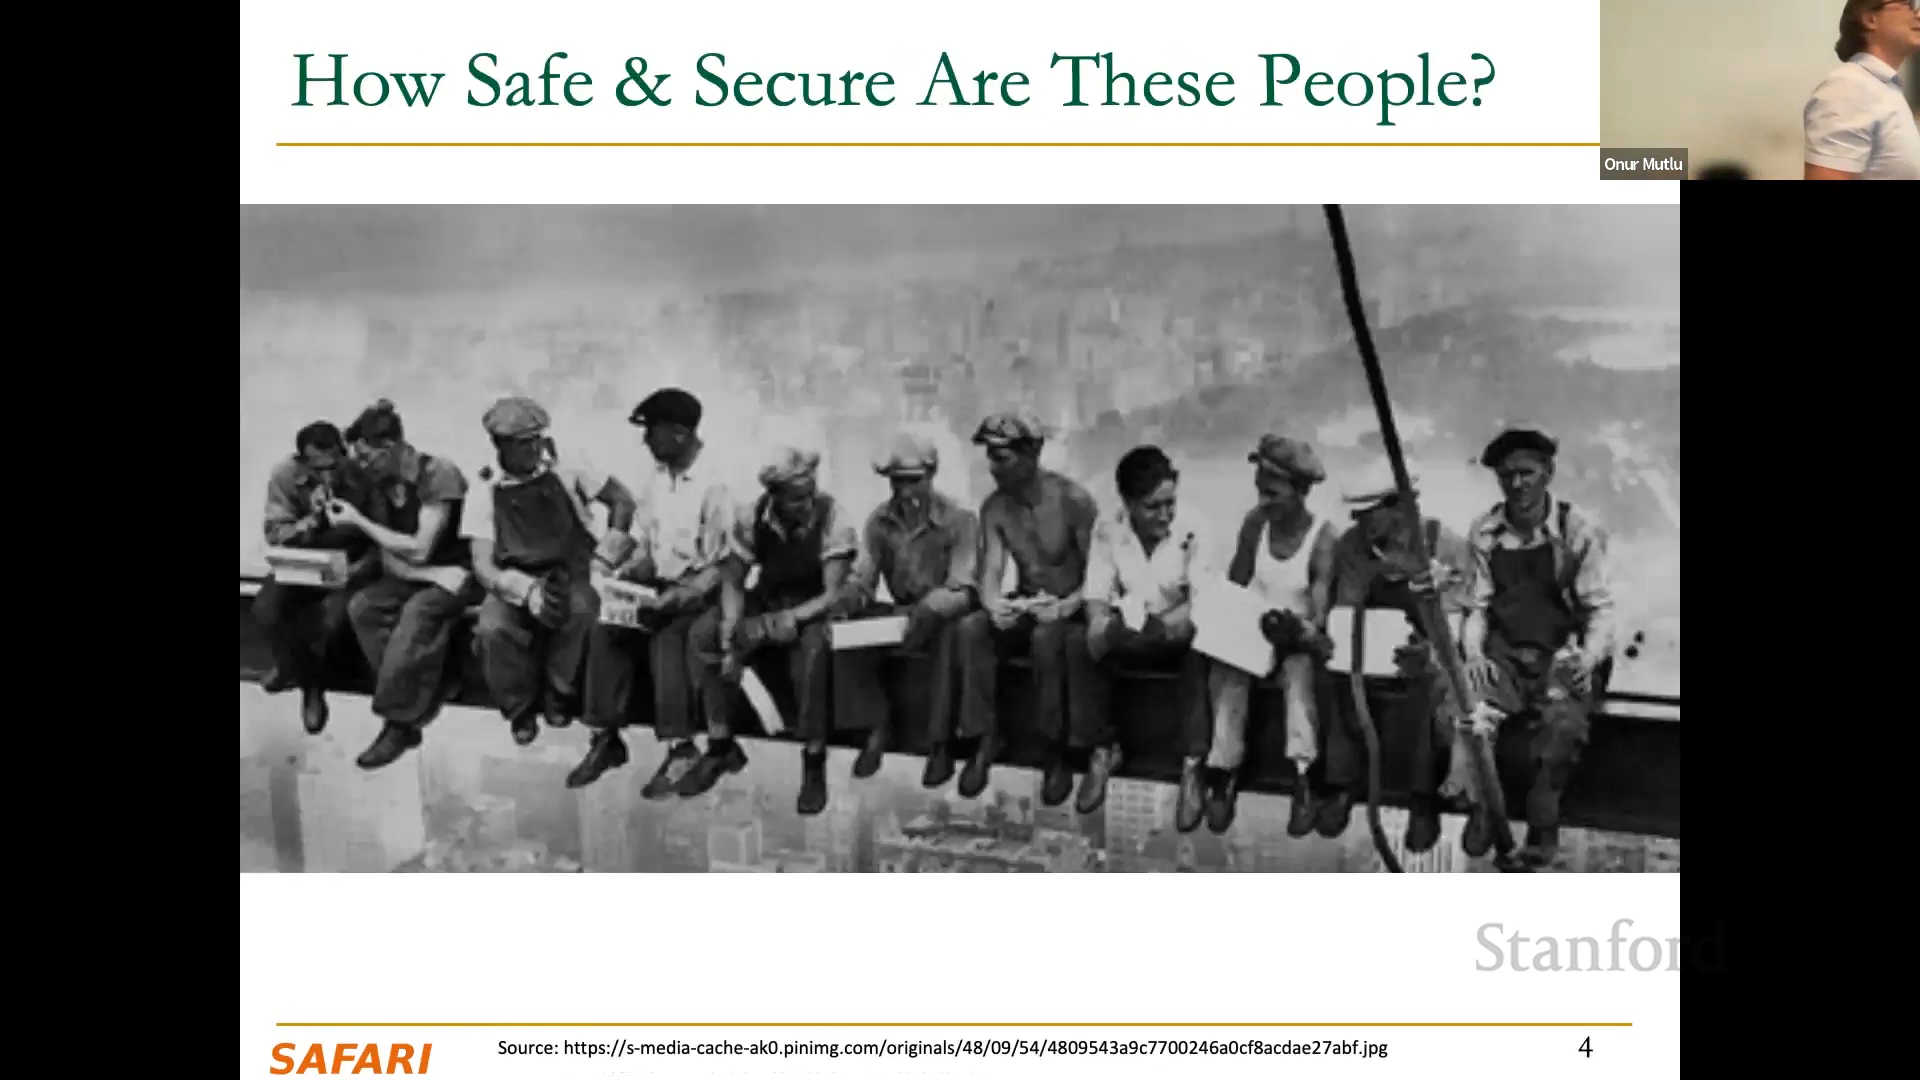 How Safe & Secure Are These People?
Onur Mutlu
Stanford
SAFARI
Source: https://s-media-cache-ak0.pinimg.com/originals/48/09/54/4809543a9c7700246a0cf8acdae27abf.jpg
4